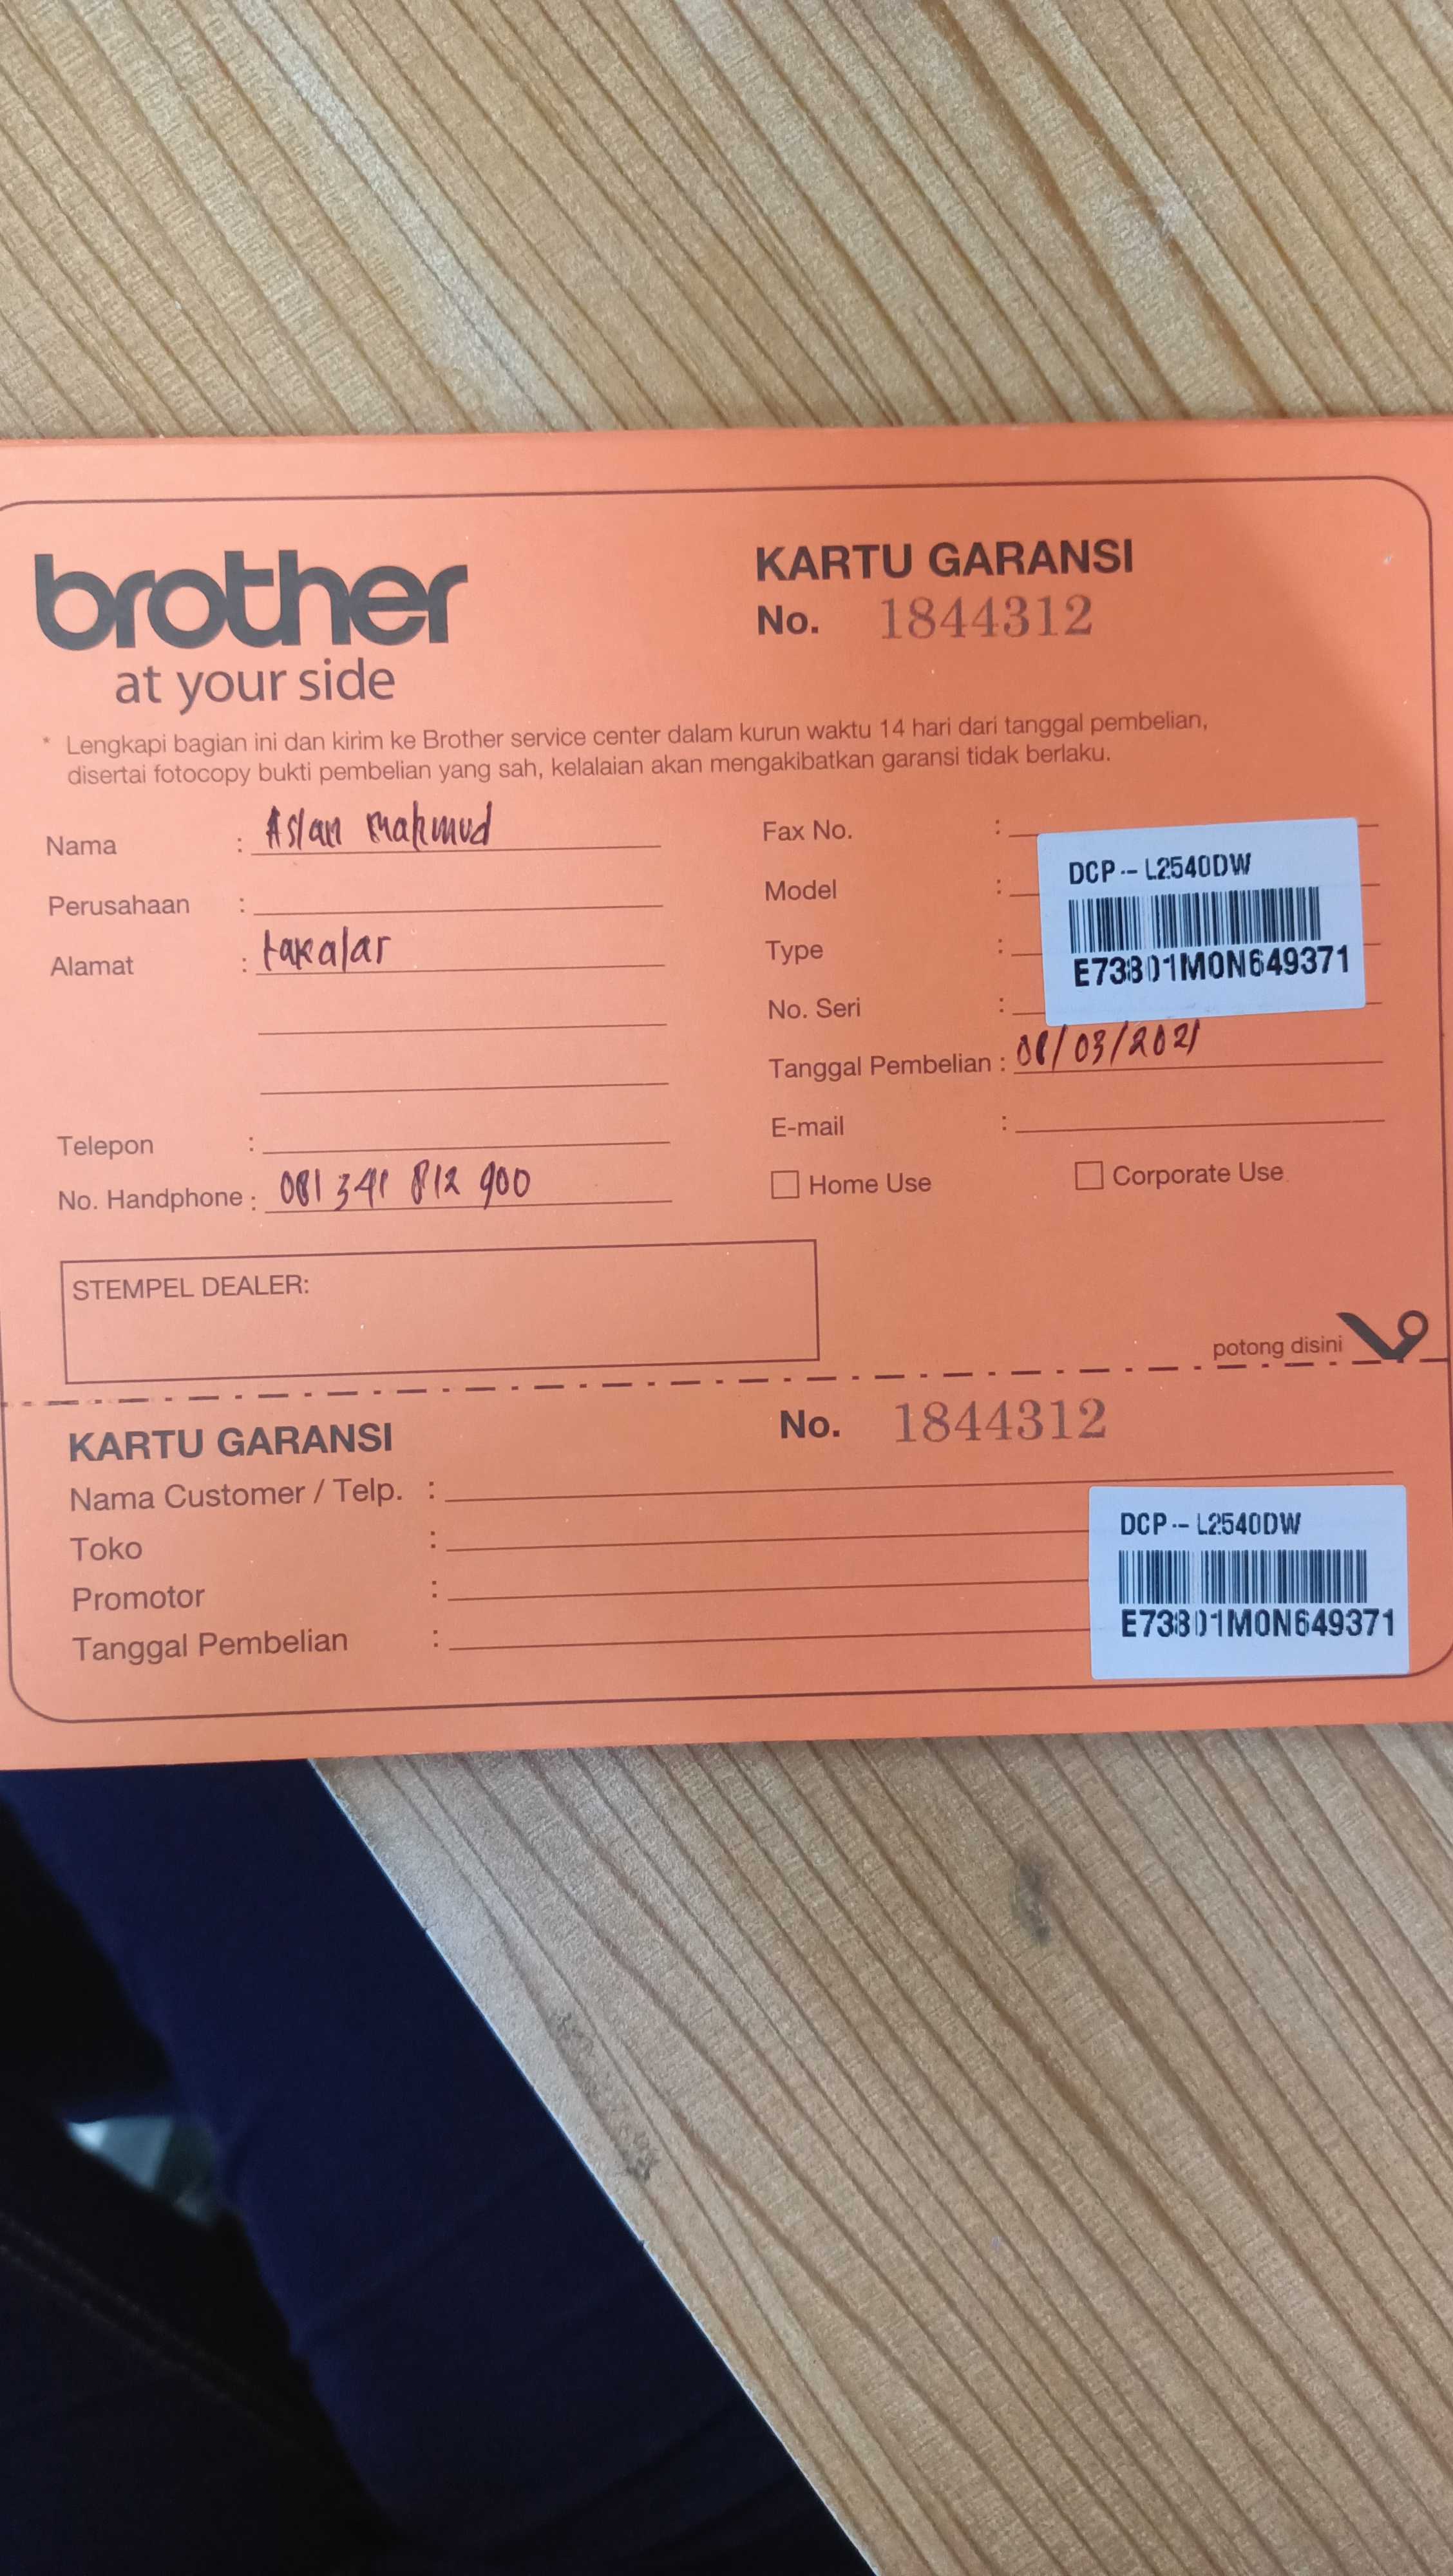 brother
at your side
KARTU GARANSI
No. 1844312
* Lengkapi bagian ini dan kirim ke Brother service center dalam kurun waktu 14 hari dari tanggal pembelian,
disertai fotocopy bukti pembelian yang sah, kelalaian akan mengakibatkan garansi tidak berlaku.
Nama : Aslan Mahmud
Perusahaan :
Alamat : takalar
Telepon :
No. Handphone : 081 341 812 900
Fax No. :
Model :
Type :
No. Seri :
DCP-- L2540DW
E73801M0N649371
Tanggal Pembelian : 08/03/2021
E-mail :
Home Use
Corporate Use
STEMPEL DEALER:
potong disini
KARTU GARANSI
No. 1844312
Nama Customer / Telp. :
Toko :
Promotor :
Tanggal Pembelian :
DCP-- L2540DW
E73801M0N649371